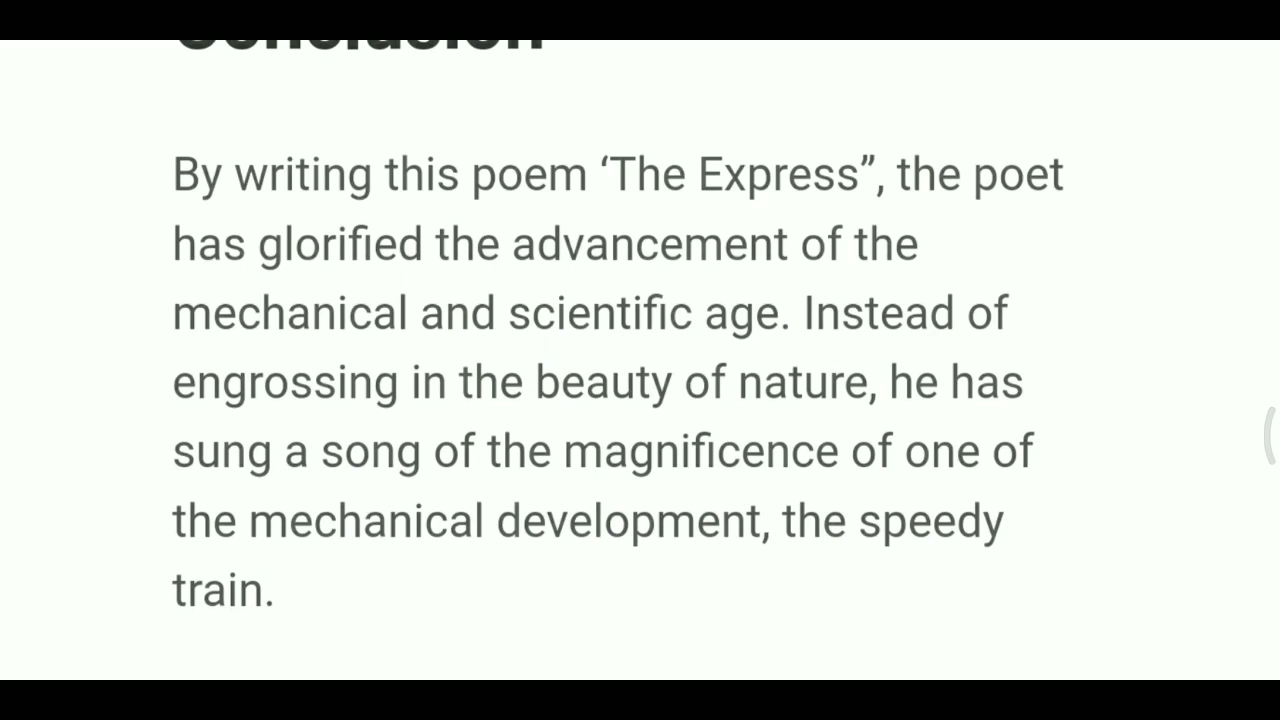 Conclusion
By writing this poem ‘The Express”, the poet
has glorified the advancement of the
mechanical and scientific age. Instead of
engrossing in the beauty of nature, he has
sung a song of the magnificence of one of
the mechanical development, the speedy
train.